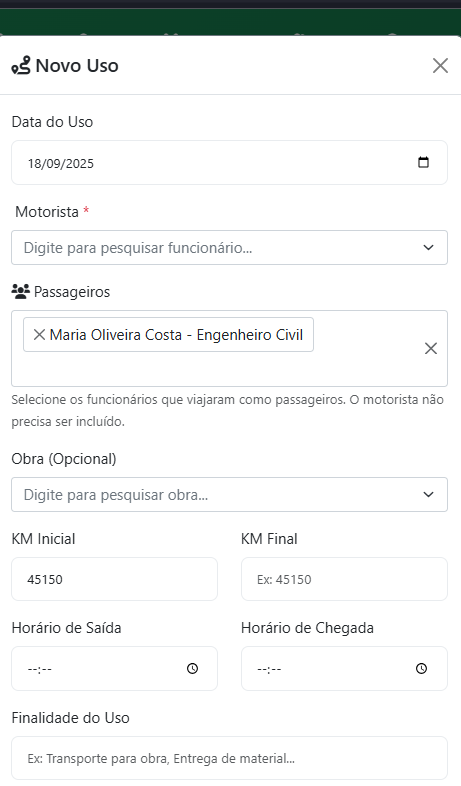 Novo Uso
Data do Uso
18/09/2025
Motorista *
Digite para pesquisar funcionário...
Passageiros
Maria Oliveira Costa - Engenheiro Civil
Selecione os funcionários que viajaram como passageiros. O motorista não
precisa ser incluído.
Obra (Opcional)
Digite para pesquisar obra...
KM Inicial
KM Final
45150
Ex: 45150
Horário de Saída
Horário de Chegada
--:--
--:--
Finalidade do Uso
Ex: Transporte para obra, Entrega de material...